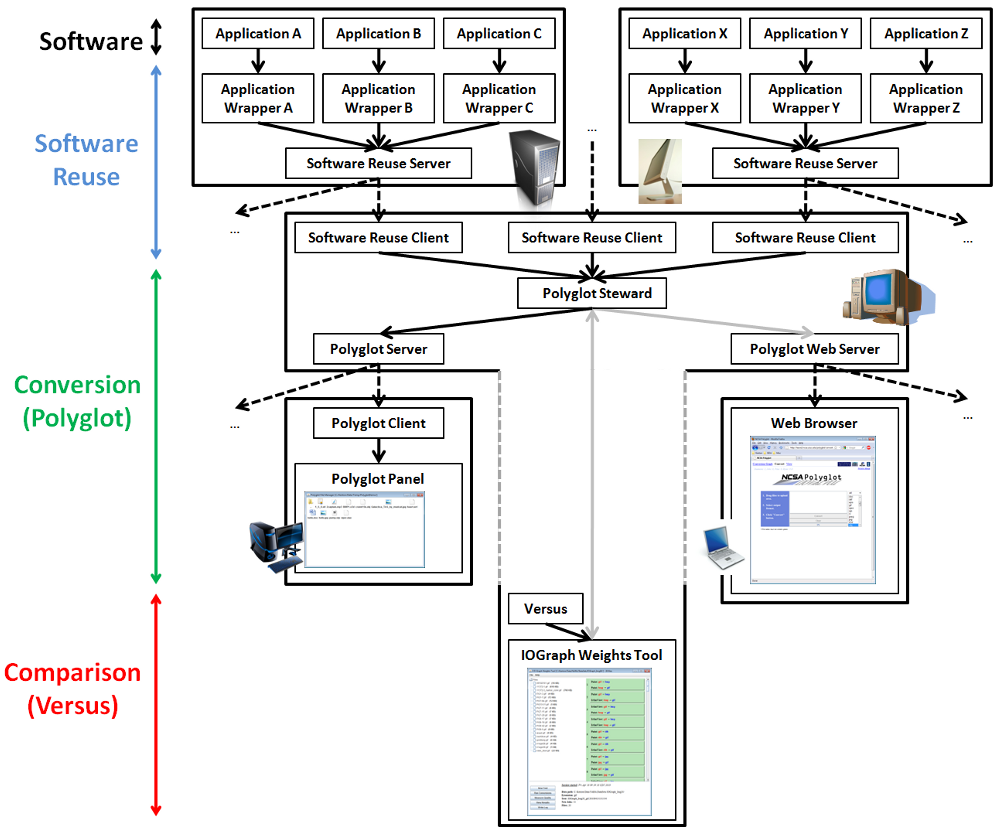 Software
Application A
Application B
Application C
Application X
Application Y
Application Z
Software
Reuse
Application
Wrapper A
Application
Wrapper B
Application
Wrapper C
Application
Wrapper X
Application
Wrapper Y
Application
Wrapper Z
...
Software Reuse Server
Software Reuse Server
...
...
Software Reuse Client
Software Reuse Client
Software Reuse Client
Polyglot Steward
Polyglot Server
Polyglot Web Server
Conversion
(Polyglot)
...
...
Polyglot Client
Web Browser
Polyglot Panel
NCSA Polyglot
Comparison
(Versus)
Versus
IOGraph Weights Tool